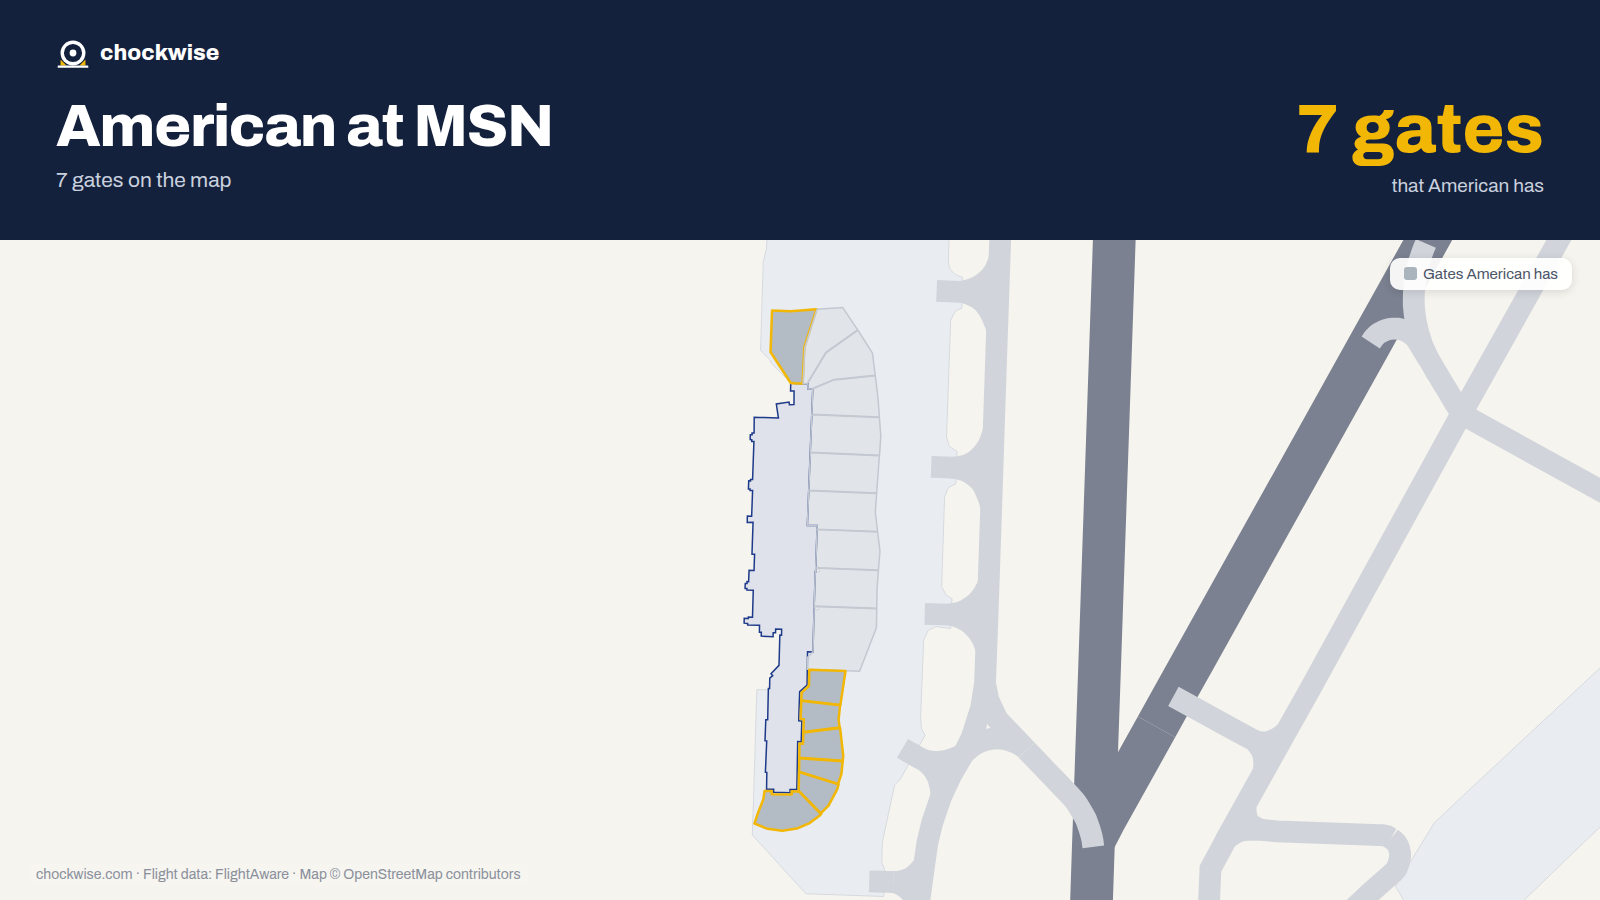 chockwise
American at MSN
7 gates on the map
7 gates
that American has
Gates American has
chockwise.com · Flight data: FlightAware · Map © OpenStreetMap contributors